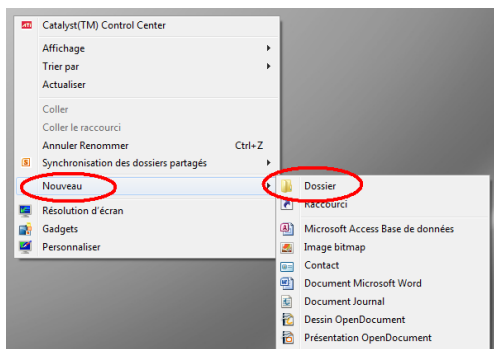 Catalyst(TM) Control Center
Affichage
Trier par
Actualiser
Coller
Coller le raccourci
Annuler Renommer Ctrl+Z
Synchronisation des dossiers partagés
Nouveau
Résolution d'écran
Gadgets
Personnaliser
Dossier
Raccourci
Microsoft Access Base de données
Image bitmap
Contact
Document Microsoft Word
Document Journal
Dessin OpenDocument
Présentation OpenDocument